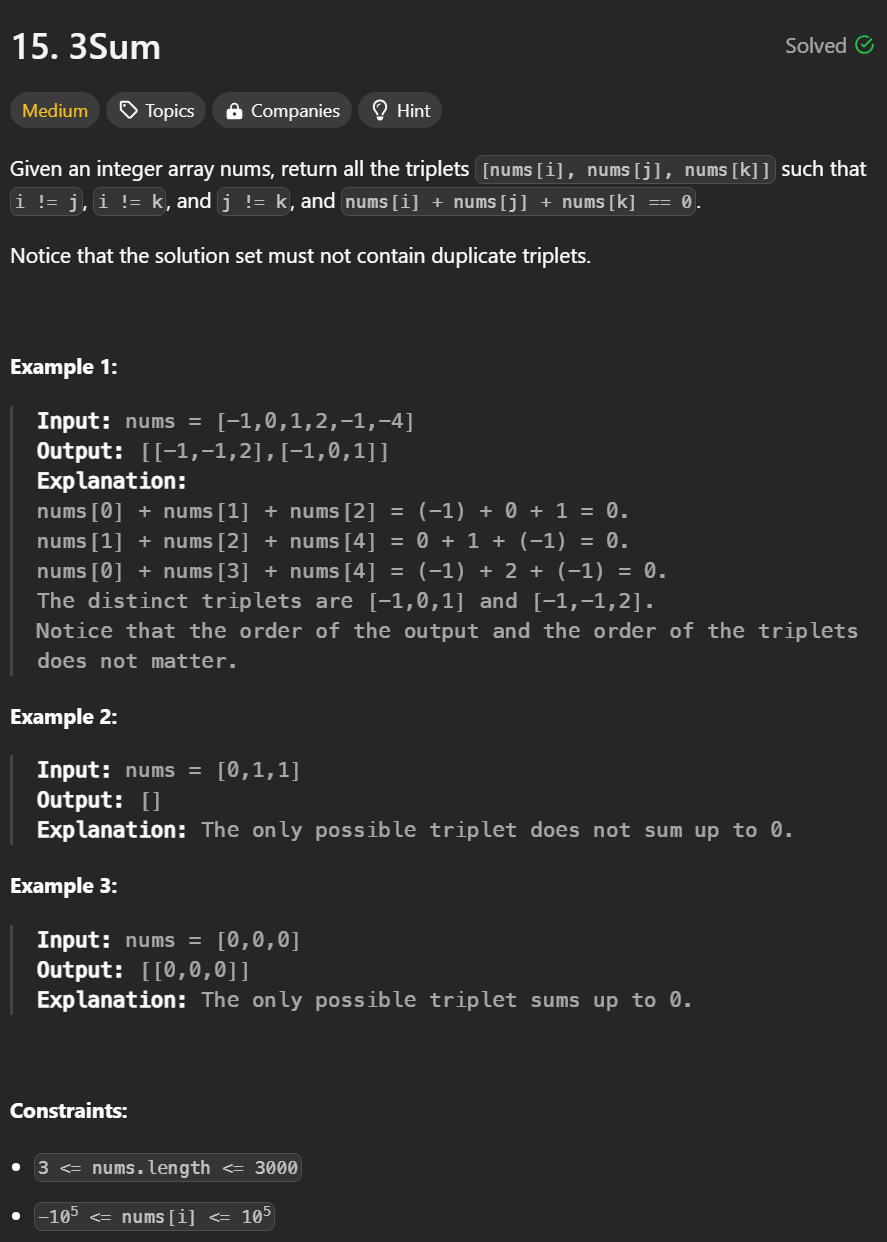 15. 3Sum
Solved
Medium
Topics
Companies
Hint
Given an integer array nums, return all the triplets [nums[i], nums[j], nums[k]] such that
i != j, i != k, and j != k, and nums[i] + nums[j] + nums[k] == 0.
Notice that the solution set must not contain duplicate triplets.
Example 1:
Input: nums = [-1,0,1,2,-1,-4]
Output: [[-1,-1,2],[-1,0,1]]
Explanation:
nums[0] + nums[1] + nums[2] = (-1) + 0 + 1 = 0.
nums[1] + nums[2] + nums[4] = 0 + 1 + (-1) = 0.
nums[0] + nums[3] + nums[4] = (-1) + 2 + (-1) = 0.
The distinct triplets are [-1,0,1] and [-1,-1,2].
Notice that the order of the output and the order of the triplets
does not matter.
Example 2:
Input: nums = [0,1,1]
Output: []
Explanation: The only possible triplet does not sum up to 0.
Example 3:
Input: nums = [0,0,0]
Output: [[0,0,0]]
Explanation: The only possible triplet sums up to 0.
Constraints:
• 3 <= nums.length <= 3000
• -10⁵ <= nums[i] <= 10⁵